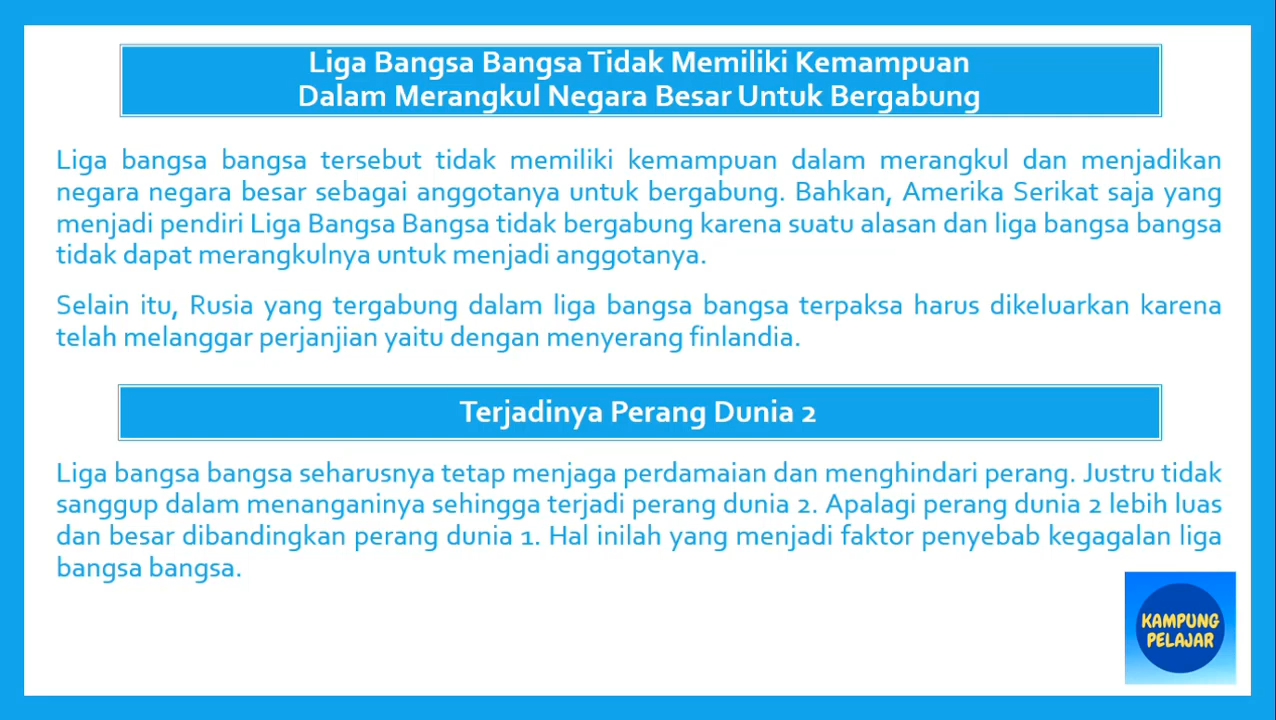 Liga Bangsa Bangsa Tidak Memiliki Kemampuan
Dalam Merangkul Negara Besar Untuk Bergabung
Liga bangsa bangsa tersebut tidak memiliki kemampuan dalam merangkul dan menjadikan
negara negara besar sebagai anggotanya untuk bergabung. Bahkan, Amerika Serikat saja yang
menjadi pendiri Liga Bangsa Bangsa tidak bergabung karena suatu alasan dan liga bangsa bangsa
tidak dapat merangkulnya untuk menjadi anggotanya.
Selain itu, Rusia yang tergabung dalam liga bangsa bangsa terpaksa harus dikeluarkan karena
telah melanggar perjanjian yaitu dengan menyerang finlandia.
Terjadinya Perang Dunia 2
Liga bangsa bangsa seharusnya tetap menjaga perdamaian dan menghindari perang. Justru tidak
sanggup dalam menanganinya sehingga terjadi perang dunia 2. Apalagi perang dunia 2 lebih luas
dan besar dibandingkan perang dunia 1. Hal inilah yang menjadi faktor penyebab kegagalan liga
bangsa bangsa.
KAMPUNG
PELAJAR